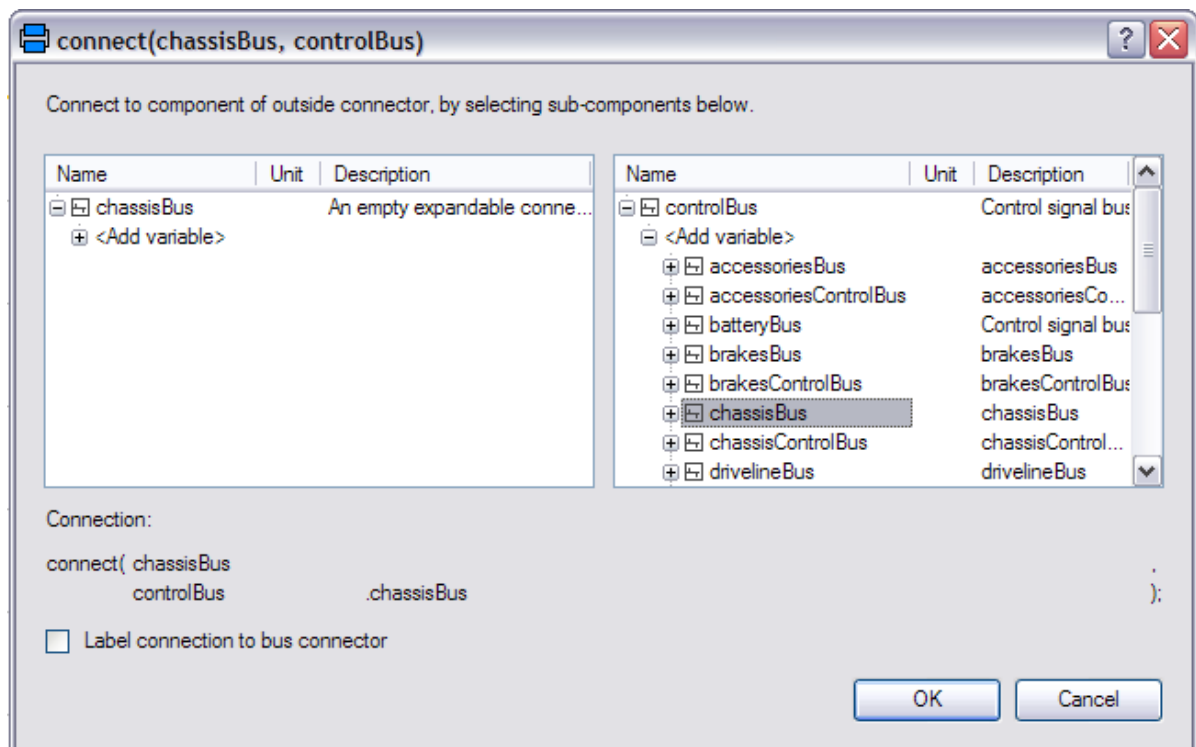 connect(chassisBus, controlBus)
Connect to component of outside connector, by selecting sub-components below.
Name Unit Description
chassisBus An empty expandable conne...
<Add variable>
Name Unit Description
controlBus Control signal bus
<Add variable>
accessoriesBus accessoriesBus
accessoriesControlBus accessoriesCo...
batteryBus Control signal bus
brakesBus brakesBus
brakesControlBus brakesControlBus
chassisBus chassisBus
chassisControlBus chassisControl...
drivelineBus drivelineBus
Connection:
connect( chassisBus ,
controlBus .chassisBus );
Label connection to bus connector
OK Cancel